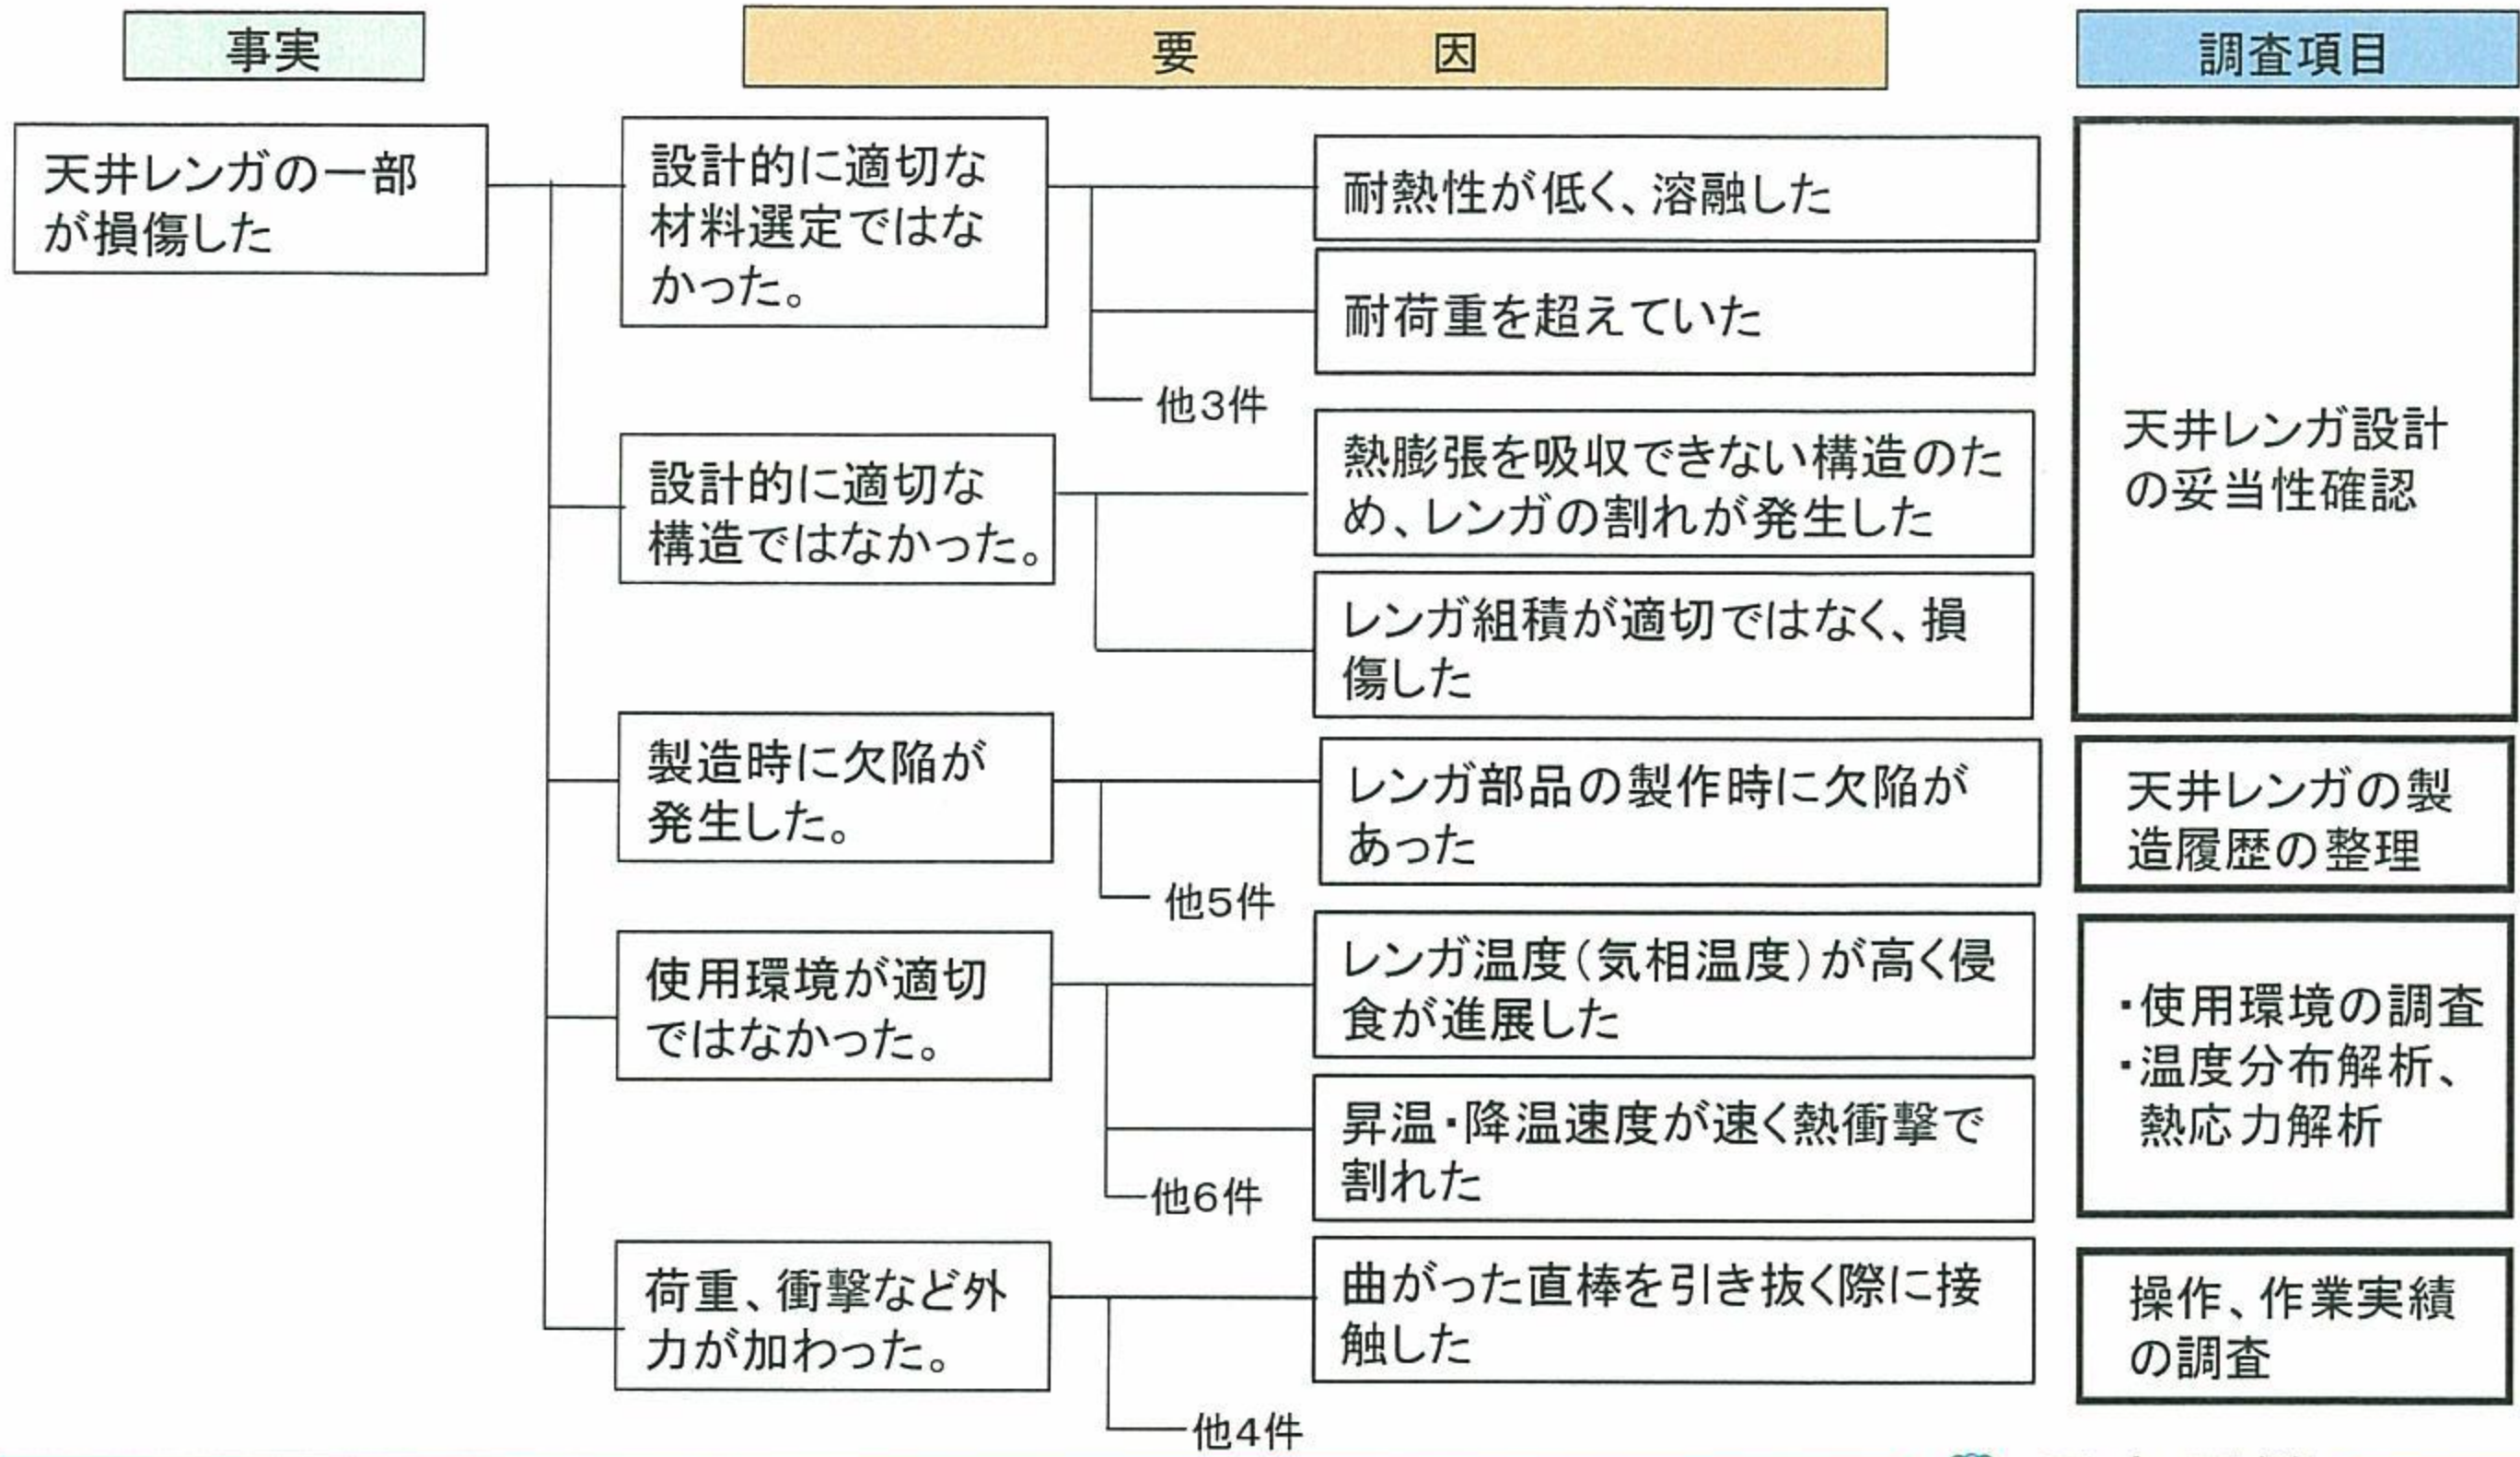 事実
要因
調査項目
天井レンガの一部
が損傷した
設計的に適切な
材料選定ではな
かった。
耐熱性が低く、溶融した
耐荷重を超えていた
他3件
設計的に適切な
構造ではなかった。
熱膨張を吸収できない構造のた
め、レンガの割れが発生した
レンガ組積が適切ではなく、損
傷した
天井レンガ設計
の妥当性確認
製造時に欠陥が
発生した。
レンガ部品の製作時に欠陥が
あった
他5件
天井レンガの製
造履歴の整理
使用環境が適切
ではなかった。
レンガ温度(気相温度)が高く侵
食が進展した
昇温・降温速度が速く熱衝撃で
割れた
他6件
・使用環境の調査
・温度分布解析、
熱応力解析
荷重、衝撃など外
力が加わった。
曲がった直棒を引き抜く際に接
触した
他4件
操作、作業実績
の調査